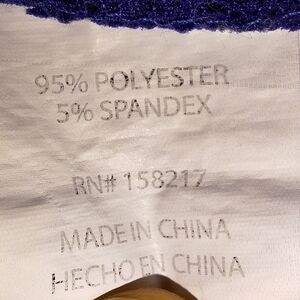 95% POLYESTER
5% SPANDEX
RN# 158217
MADE IN CHINA
HECHO EN CHINA